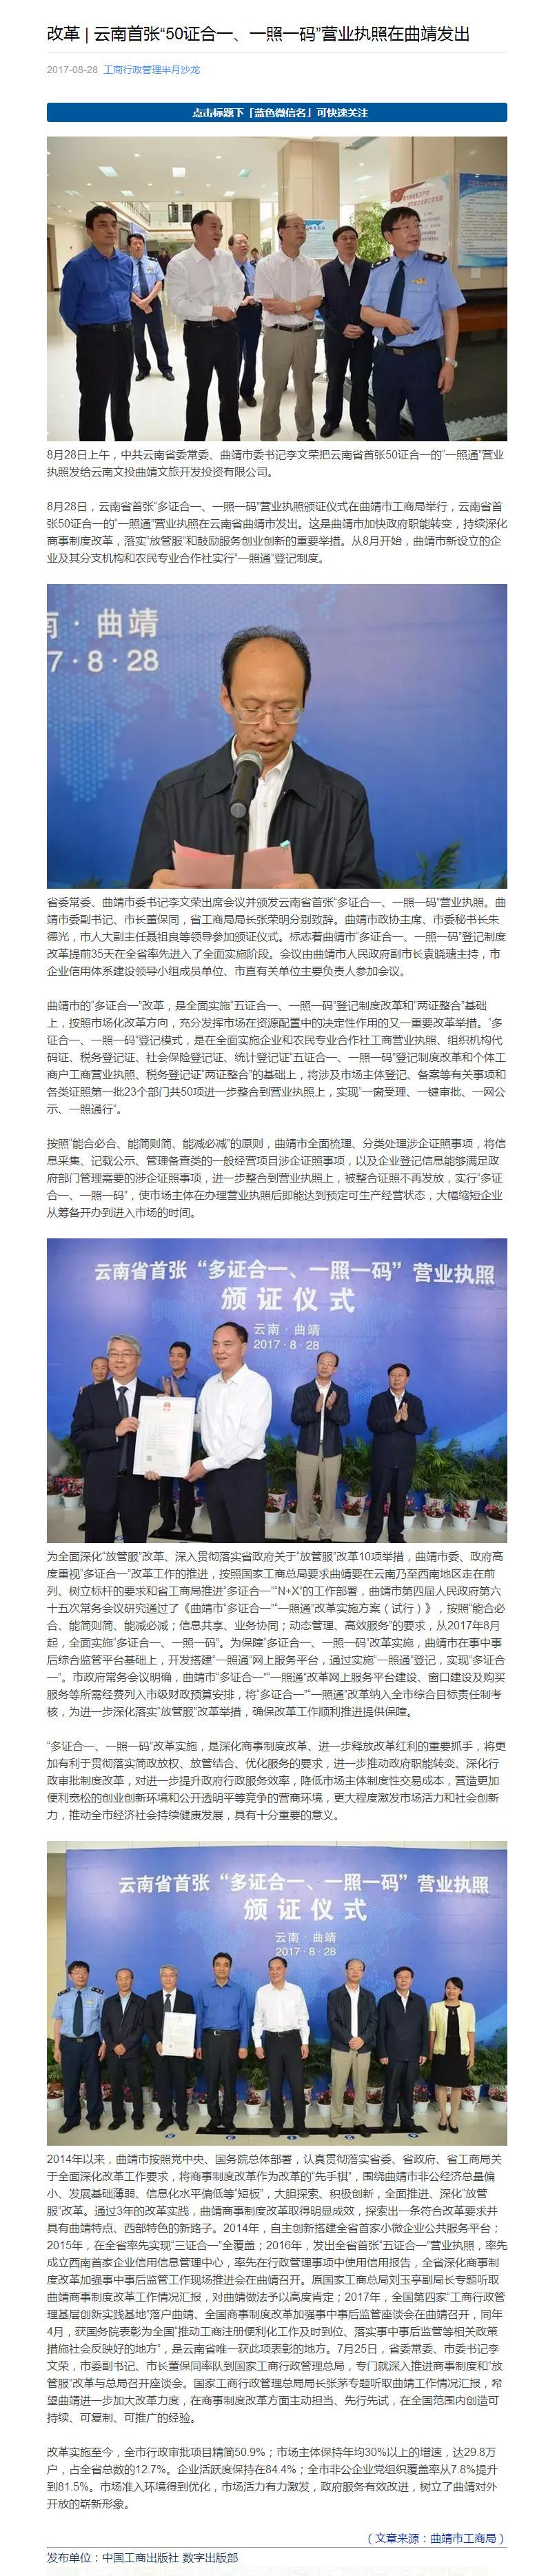 改革 | 云南首张“50证合一、一照一码”营业执照在曲靖发出
2017-08-28 工商行政管理半月沙龙
点击标题下「蓝色微信名」可快速关注
8月28日上午，中共云南省委常委、曲靖市委书记李文荣把云南省首张50证合一的“一照通”营业
执照发给云南文投曲靖文旅开发投资有限公司。
8月28日，云南省首张“多证合一、一照一码”营业执照颁证仪式在曲靖市工商局举行，云南省首
张50证合一的“一照通”营业执照在云南省曲靖市发出。这是曲靖市加快政府职能转变，持续深化
商事制度改革，落实“放管服”和鼓励服务创业创新的重要举措。从8月开始，曲靖市新设立的企
业及其分支机构和农民专业合作社实行“一照通”登记制度。
南 · 曲靖
17 · 8 · 28
省委常委、曲靖市委书记李文荣出席会议并颁发云南省首张“多证合一、一照一码”营业执照。曲
靖市委副书记、市长董保同，省工商局局长张荣明分别致辞。曲靖市政协主席、市委秘书长朱
德光，市人大副主任聂祖良等领导参加颁证仪式。标志着曲靖市“多证合一、一照一码”登记制度
改革提前35天在全省率先进入了全面实施阶段。会议由曲靖市人民政府副市长袁晓瑭主持，市
企业信用体系建设领导小组成员单位、市直有关单位主要负责人参加会议。
曲靖市的“多证合一”改革，是全面实施“五证合一、一照一码”登记制度改革和“两证整合”基础
上，按照市场化改革方向，充分发挥市场在资源配置中的决定性作用的又一重要改革举措。“多
证合一、一照一码”登记模式，是在全面实施企业和农民专业合作社工商营业执照、组织机构代
码证、税务登记证、社会保险登记证、统计登记证“五证合一、一照一码”登记制度改革和个体工
商户工商营业执照、税务登记证“两证整合”的基础上，将涉及市场主体登记、备案等有关事项和
各类证照第一批23个部门共50项进一步整合到营业执照上，实现“一窗受理、一键审批、一网公
示、一照通行”。
按照“能合必合、能简则简、能减必减”的原则，曲靖市全面梳理、分类处理涉企证照事项，将信
息采集、记载公示、管理备查类的一般经营项目涉企证照事项，以及企业登记信息能够满足政
府部门管理需要的涉企证照事项，进一步整合到营业执照上，被整合证照不再发放，实行“多证
合一、一照一码”，使市场主体在办理营业执照后即能达到预定可生产经营状态，大幅缩短企业
从筹备开办到进入市场的时间。
云南省首张“多证合一、一照一码”营业执照
颁证仪式
云南 · 曲靖
2017 · 8 · 28
为全面深化“放管服”改革、深入贯彻落实省政府关于“放管服”改革10项举措，曲靖市委、政府高
度重视“多证合一”改革工作的推进，按照国家工商总局要求曲靖要在云南乃至西南地区走在前
列、树立标杆的要求和省工商局推进“多证合一”“N+X”的工作部署，曲靖市第四届人民政府第六
十五次常务会议研究通过了《曲靖市“多证合一”“一照通”改革实施方案（试行）》，按照“能合必
合、能简则简、能减必减；信息共享、业务协同；动态管理、高效服务”的要求，从2017年8月
起，全面实施“多证合一、一照一码”。为保障“多证合一、一照一码”改革实施，曲靖市在事中事
后综合监管平台基础上，开发搭建“一照通”网上服务平台，通过实施“一照通”登记，实现“多证合
一”。市政府常务会议明确，曲靖市“多证合一”“一照通”改革网上服务平台建设、窗口建设及购买
服务等所需经费列入市级财政预算安排，将“多证合一”“一照通”改革纳入全市综合目标责任制考
核，为进一步深化落实“放管服”改革举措，确保改革工作顺利推进提供保障。
“多证合一、一照一码”改革实施，是深化商事制度改革、进一步释放改革红利的重要抓手，将更
加有利于贯彻落实简政放权、放管结合、优化服务的要求，进一步推动政府职能转变、深化行
政审批制度改革，对进一步提升政府行政服务效率，降低市场主体制度性交易成本，营造更加
便利宽松的创业创新环境和公开透明平等竞争的营商环境，更大程度激发市场活力和社会创新
力，推动全市经济社会持续健康发展，具有十分重要的意义。
云南省首张“多证合一、一照一码”营业执照
颁证仪式
云南 · 曲靖
2017 · 8 · 28
2014年以来，曲靖市按照党中央、国务院总体部署，认真贯彻落实省委、省政府、省工商局关
于全面深化改革工作要求，将商事制度改革作为改革的“先手棋”，围绕曲靖市非公经济总量偏
小、发展基础薄弱、信息化水平偏低等“短板”，大胆探索、积极创新，全面推进、深化“放管
服”改革。通过3年的改革实践，曲靖商事制度改革取得明显成效，探索出一条符合改革要求并
具有曲靖特点、西部特色的新路子。2014年，自主创新搭建全省首家小微企业公共服务平台；
2015年，在全省率先实现“三证合一”全覆盖；2016年，发出全省首张“五证合一”营业执照，率先
成立西南首家企业信用信息管理中心，率先在行政管理事项中使用信用报告，全省深化商事制
度改革加强事中事后监管工作现场推进会在曲靖召开。原国家工商总局刘玉亭副局长专题听取
曲靖商事制度改革工作情况汇报，对曲靖做法予以高度肯定；2017年，全国第四家“工商行政管
理基层创新实践基地”落户曲靖、全国商事制度改革加强事中事后监管座谈会在曲靖召开，同年
4月，获国务院表彰为全国“推动工商注册便利化工作及时到位、落实事中事后监管等相关政策
措施社会反映好的地方”，是云南省唯一获此项表彰的地方。7月25日，省委常委、市委书记李
文荣，市委副书记、市长董保同率队到国家工商行政管理总局，专门就深入推进商事制度和“放
管服”改革与总局召开座谈会。国家工商行政管理总局局长张茅专题听取曲靖工作情况汇报，希
望曲靖进一步加大改革力度，在商事制度改革方面主动担当、先行先试，在全国范围内创造可
持续、可复制、可推广的经验。
改革实施至今，全市行政审批项目精简50.9%；市场主体保持年均30%以上的增速，达29.8万
户，占全省总数的12.7%。企业活跃度保持在84.4%；全市非公企业党组织覆盖率从7.8%提升
到81.5%。市场准入环境得到优化，市场活力有力激发，政府服务有效改进，树立了曲靖对外
开放的崭新形象。
（文章来源：曲靖市工商局）
发布单位：中国工商出版社 数字出版部